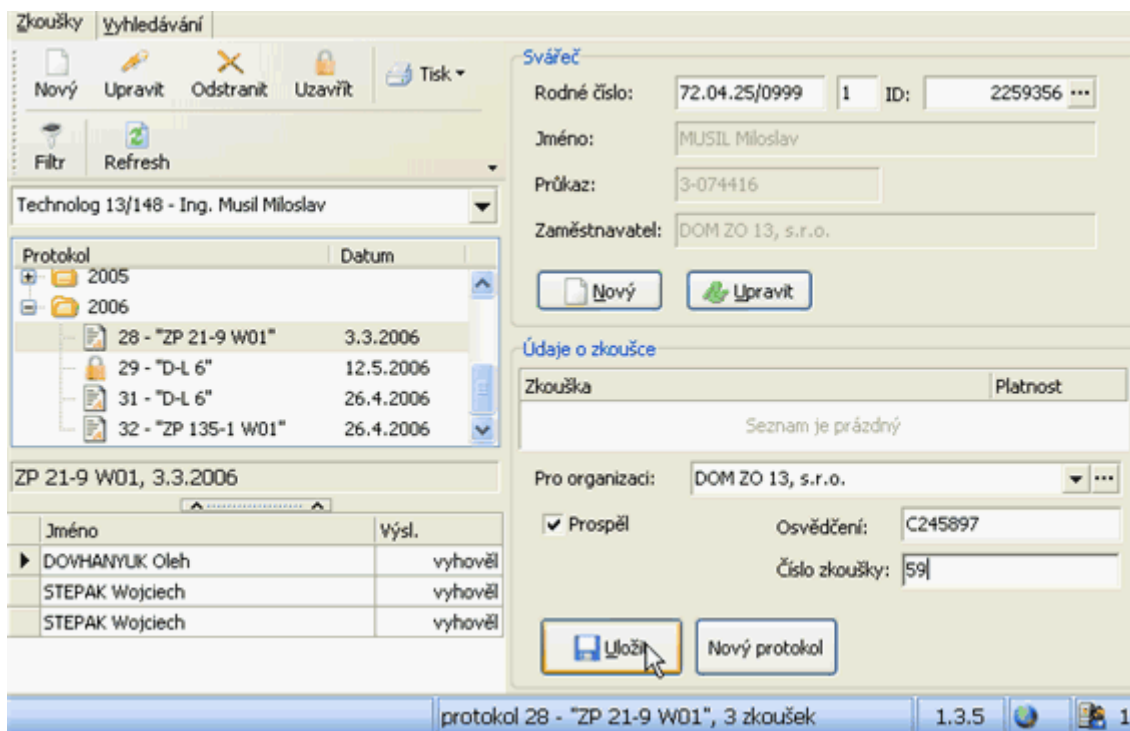 Zkoušky Vyhledávání
Nový Upravit Odstranit Uzavřít Tisk
Filtr Refresh
Technolog 13/148 - Ing. Musil Miloslav
Protokol Datum
2005
2006
28 - "ZP 21-9 W01" 3.3.2006
29 - "D-L 6" 12.5.2006
31 - "D-L 6" 26.4.2006
32 - "ZP 135-1 W01" 26.4.2006
ZP 21-9 W01, 3.3.2006
Jméno Výsl.
DOVHANYUK Oleh vyhověl
STEPAK Wojciech vyhověl
STEPAK Wojciech vyhověl
Svářeč
Rodné číslo: 72.04.25/0999 1 ID: 2259356 ...
Jméno: MUSIL Miloslav
Průkaz: 3-074416
Zaměstnavatel: DOM ZO 13, s.r.o.
Nový Upravit
Údaje o zkoušce
Zkouška Platnost
Seznam je prázdný
Pro organizaci: DOM ZO 13, s.r.o. ...
Prospěl Osvědčení: C245897
Číslo zkoušky: 59
Uložit Nový protokol
protokol 28 - "ZP 21-9 W01", 3 zkoušek 1.3.5 1